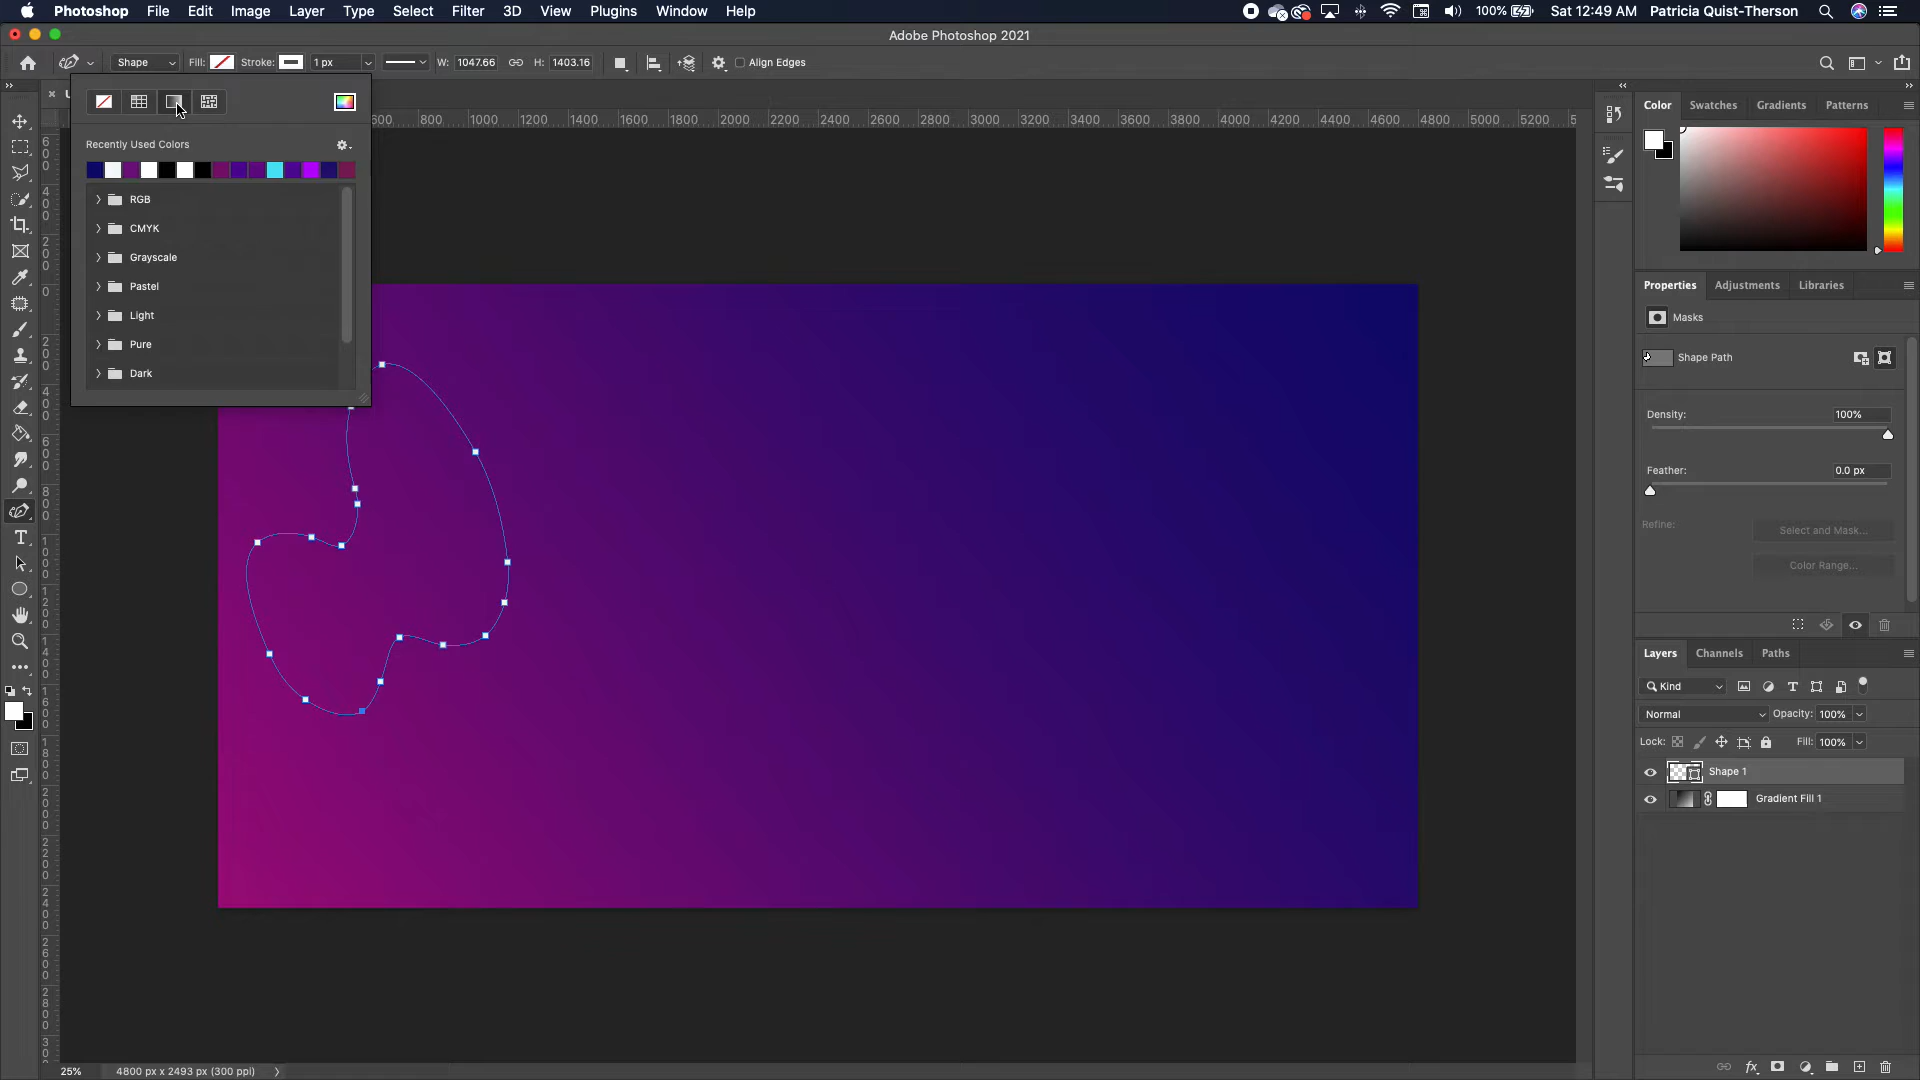 Photoshop File Edit Image Layer Type Select Filter 3D View Plugins Window Help 100% Sat 12:49 AM Patricia Quist-Therson
Adobe Photoshop 2021
Shape Fill: Stroke: 1 px W: 1047.66 H: 1403.16 Align Edges
600 800 1000 1200 1400 1600 1800 2000 2200 2400 2600 2800 3000 3200 3400 3600 3800 4000 4200 4400 4600 4800 5000 5200
Recently Used Colors
RGB
CMYK
Grayscale
Pastel
Light
Pure
Dark
Color Swatches Gradients Patterns
Properties Adjustments Libraries
Masks
Shape Path
Density: 100%
Feather: 0.0 px
Refine: Select and Mask...
Color Range...
Layers Channels Paths
Kind
Normal Opacity: 100%
Lock: Fill: 100%
Shape 1
Gradient Fill 1
25% 4800 px x 2493 px (300 ppi)